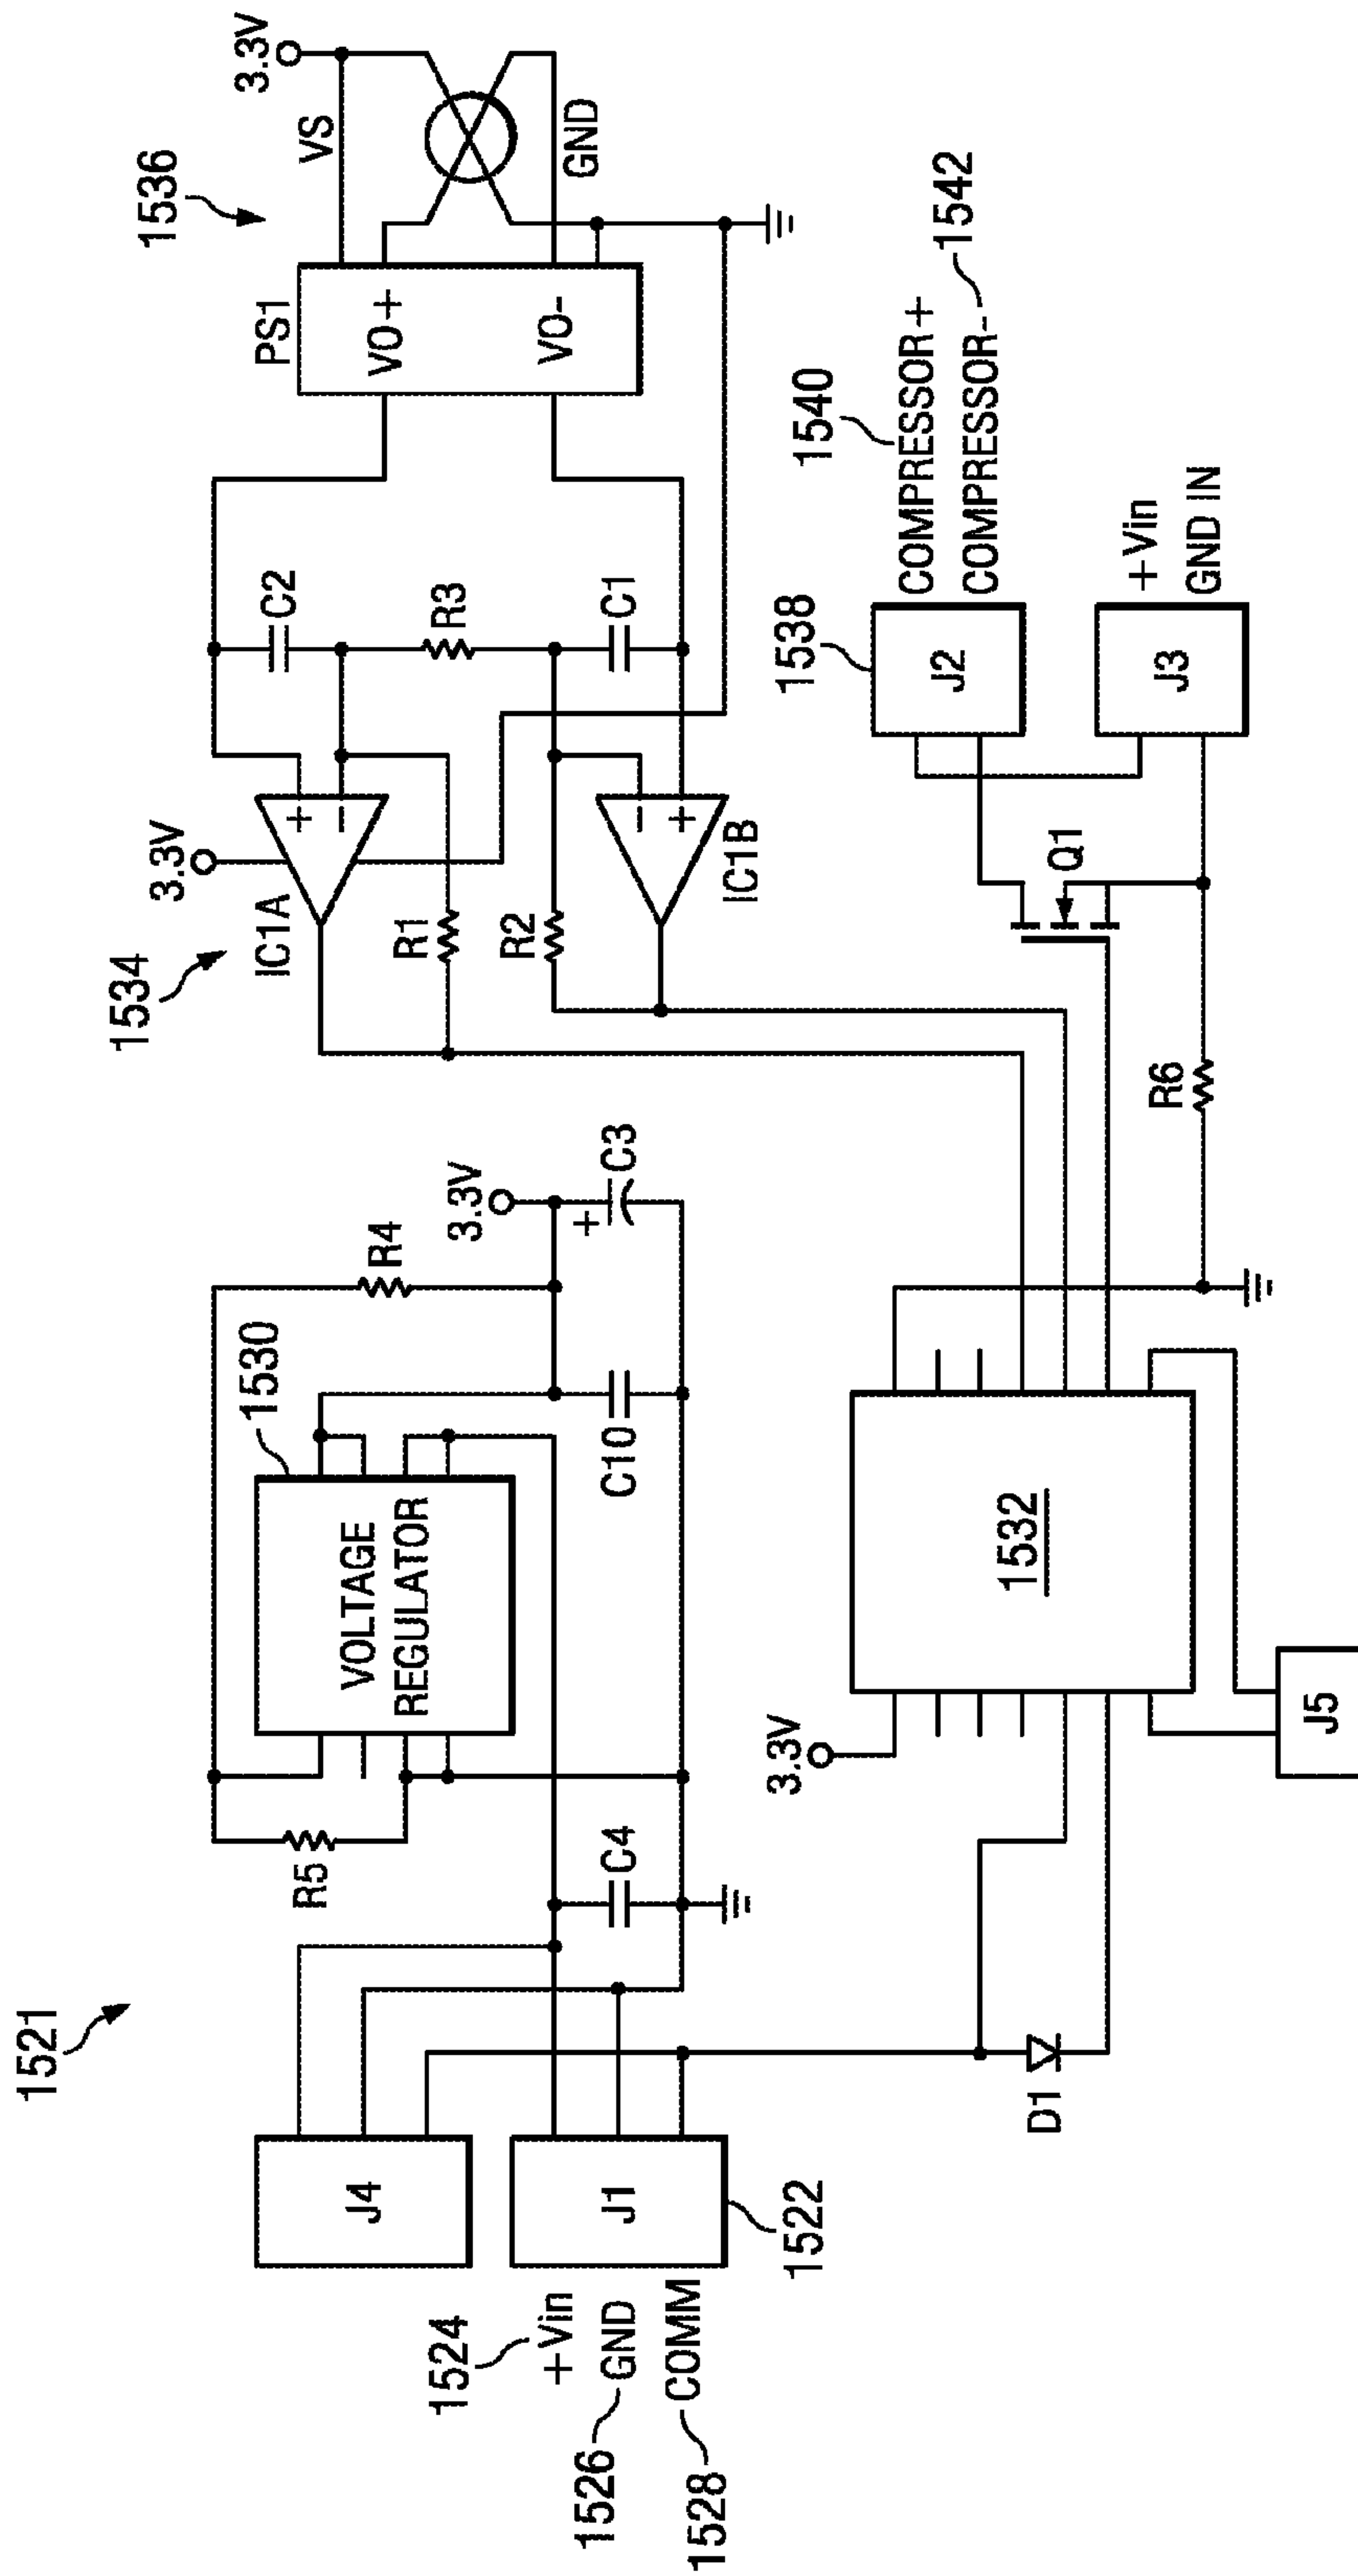 1521
1534
1536
3.3V
VS
PS1
VO+
VO-
GND
3.3V
IC1A
+
-
C2
R3
C1
R1
R2
-
+
IC1B
1530
R4
VOLTAGE
REGULATOR
R5
3.3V
+
C3
C10
C4
J4
J1
1522
1524
+Vin
1526
GND
1528
COMM
D1
3.3V
1532
J5
R6
Q1
1538
J2
1540
COMPRESSOR+
COMPRESSOR-
1542
J3
+Vin
GND IN